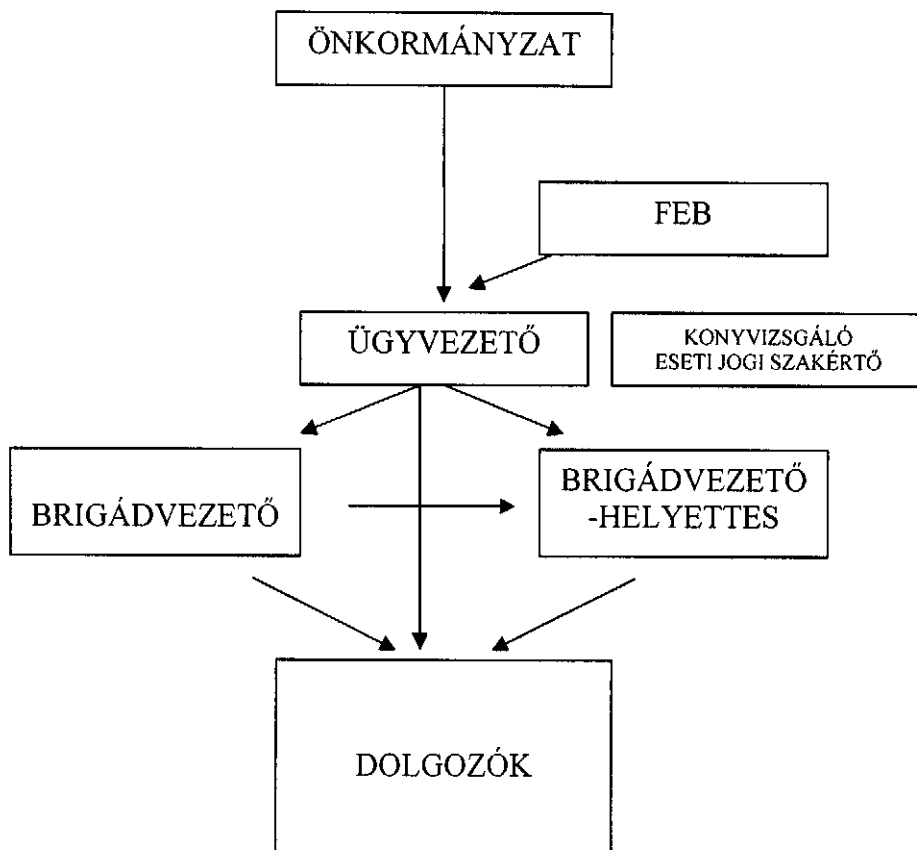 ÖNKORMÁNYZAT
FEB
ÜGYVEZETŐ
KONYVIZSGÁLÓ
ESETI JOGI SZAKÉRTŐ
BRIGÁDVEZETŐ
BRIGÁDVEZETŐ
-HELYETTES
DOLGOZÓK